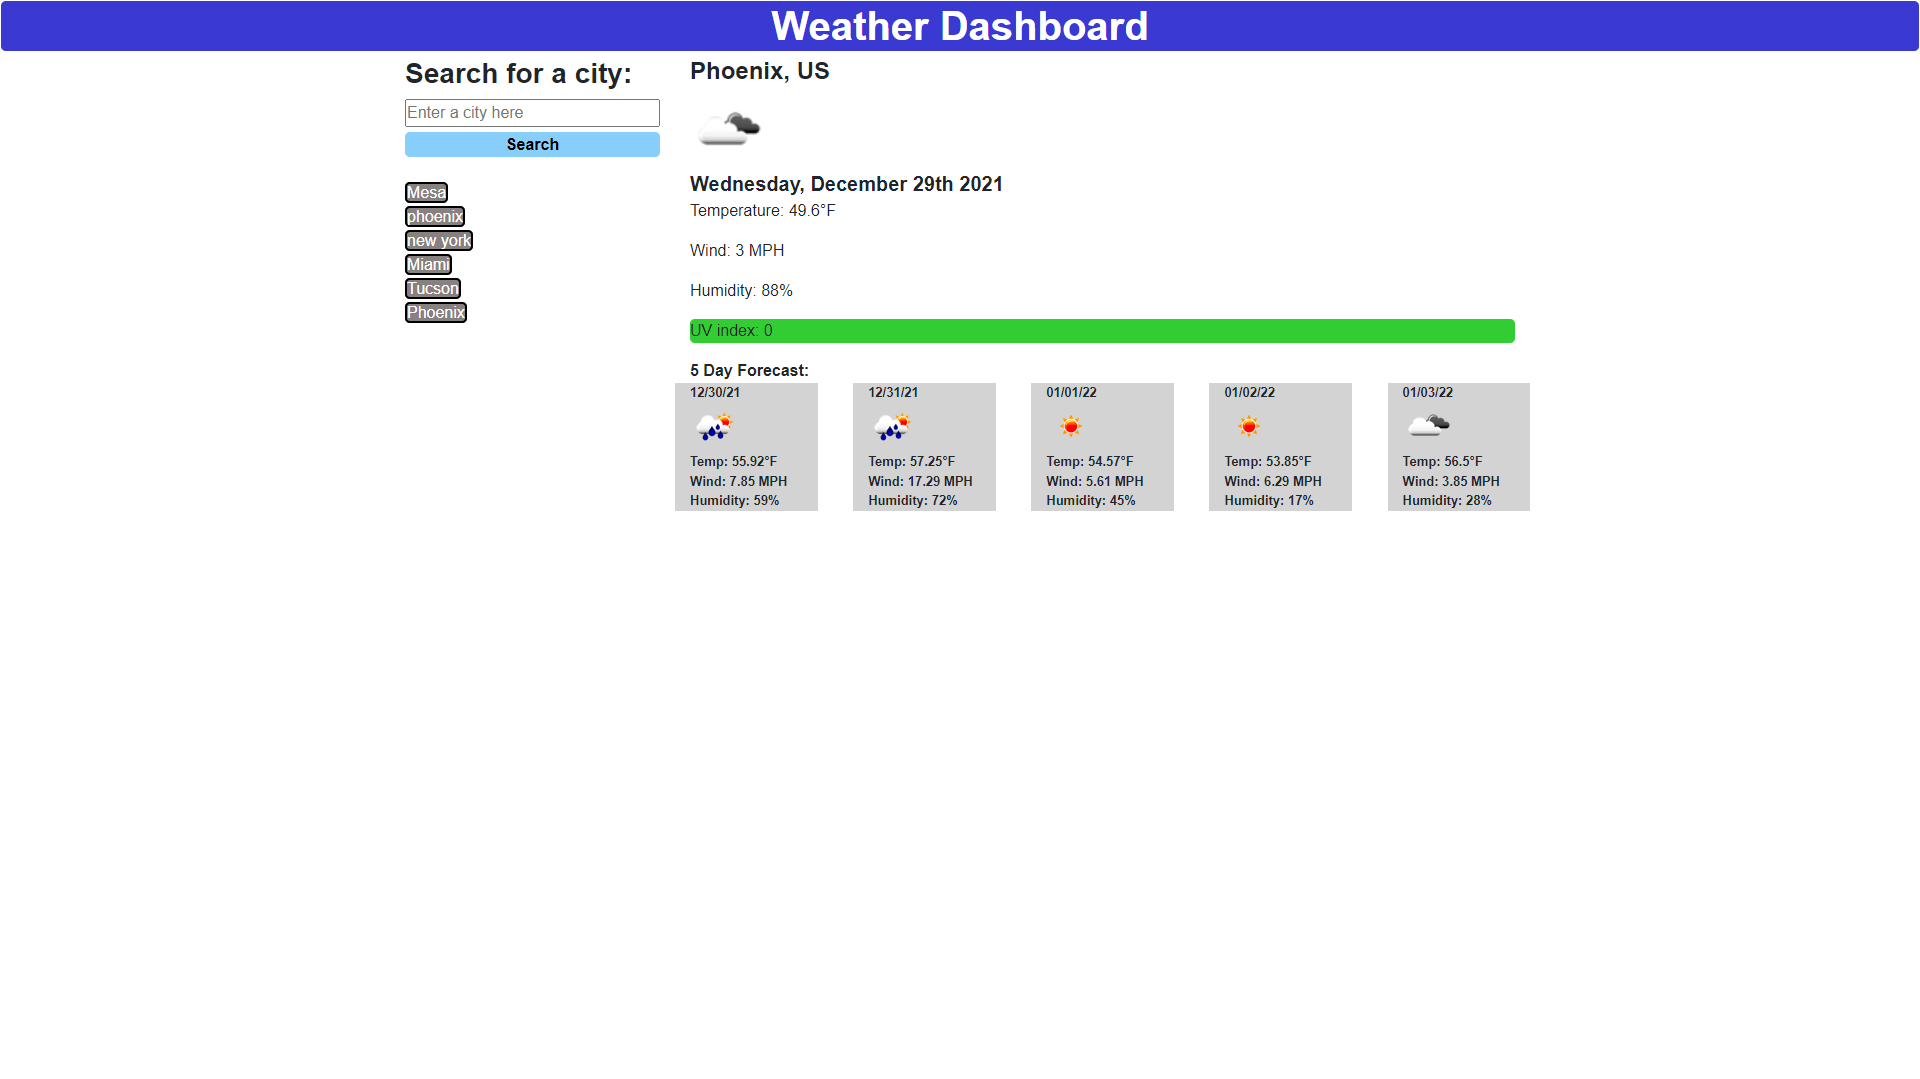 Weather Dashboard
Search for a city:
Enter a city here
Search
Mesa
phoenix
new york
Miami
Tucson
Phoenix
Phoenix, US
Wednesday, December 29th 2021
Temperature: 49.6°F
Wind: 3 MPH
Humidity: 88%
UV index: 0
5 Day Forecast:
12/30/21
Temp: 55.92°F
Wind: 7.85 MPH
Humidity: 59%
12/31/21
Temp: 57.25°F
Wind: 17.29 MPH
Humidity: 72%
01/01/22
Temp: 54.57°F
Wind: 5.61 MPH
Humidity: 45%
01/02/22
Temp: 53.85°F
Wind: 6.29 MPH
Humidity: 17%
01/03/22
Temp: 56.5°F
Wind: 3.85 MPH
Humidity: 28%